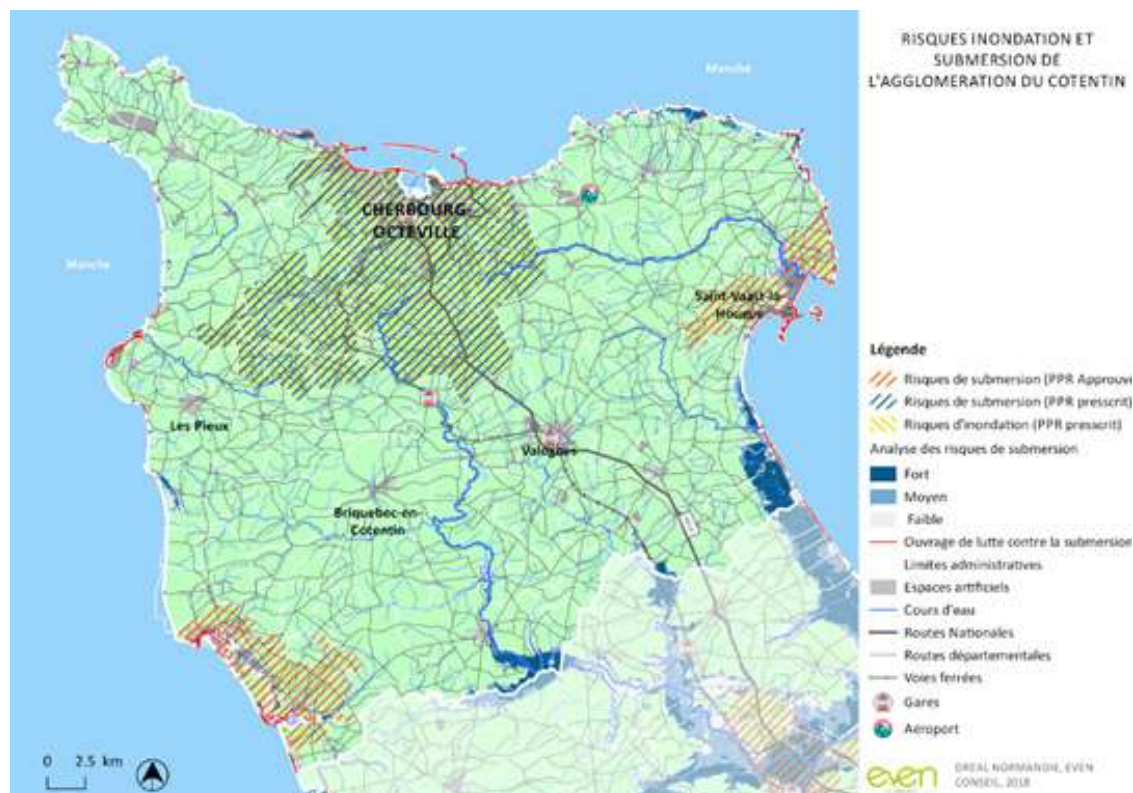 RISQUES INONDATION ET
SUBMERSION DE
L'AGGLOMERATION DU COTENTIN
Manche
CHERBOURG-
OCTEVILLE
Manche
Saint-Vaast-la-
Hougue
Les Pieux
Valognes
Briquebec-en-
Cotentin
0 2.5 km
Légende
Risques de submersion (PPR Approuvé
Risques de submersion (PPR presscrit)
Risques d'inondation (PPR presscrit)
Analyse des risques de submersion
Fort
Moyen
Faible
Ouvrage de lutte contre la submersion
Limites administratives
Espaces artificiels
Cours d'eau
Routes Nationales
Routes départementales
Voies ferrées
Gares
Aéroport
even
DREAL NORMANDIE, EVEN
CONSEIL, 2018